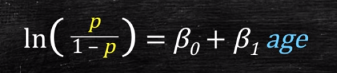 ln(p/(1 − p)) = β₀ + β₁ age